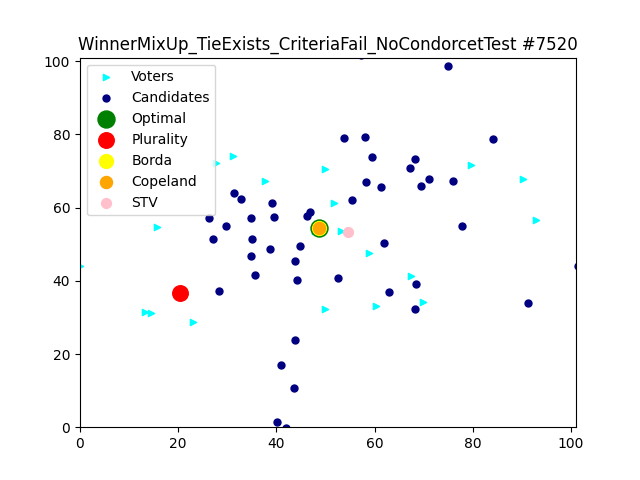 WinnerMixUp_TieExists_CriteriaFail_NoCondorcetTest #7520
100
80
60
40
20
0
Voters
Candidates
Optimal
Plurality
Borda
Copeland
STV
0 20 40 60 80 100